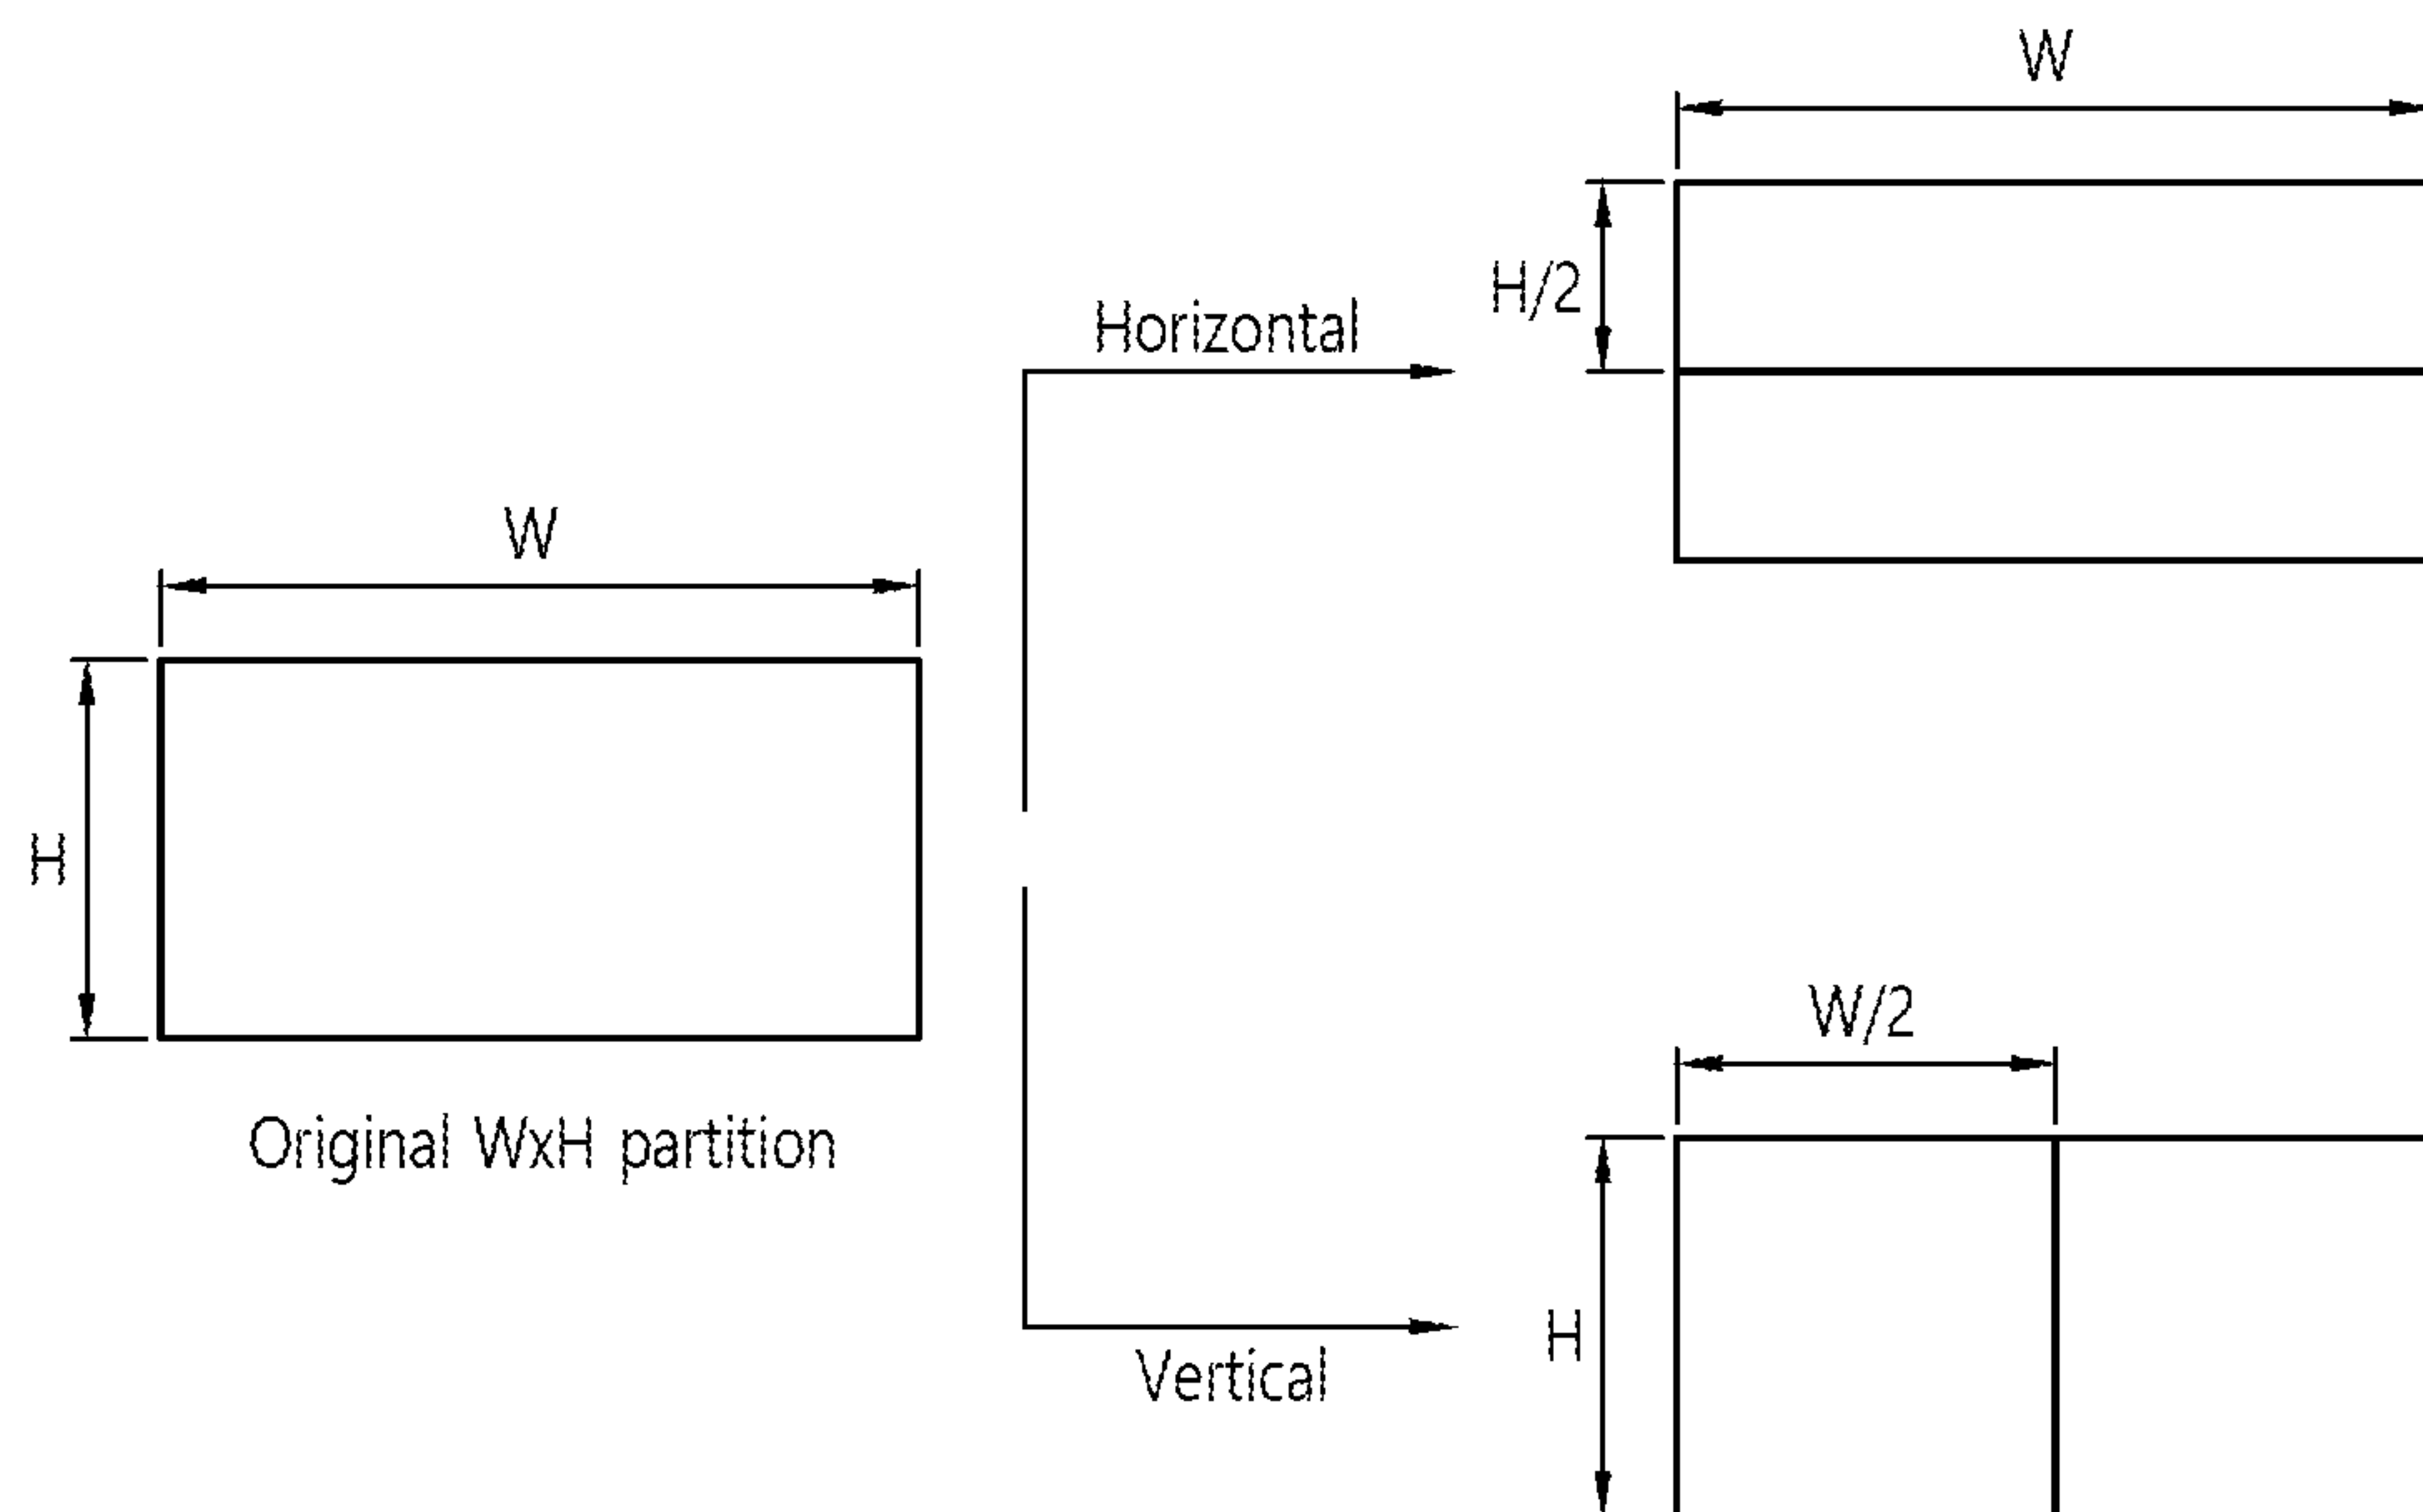 W
H/2
Horizontal
W
H
Original WxH partition
W/2
H
Vertical